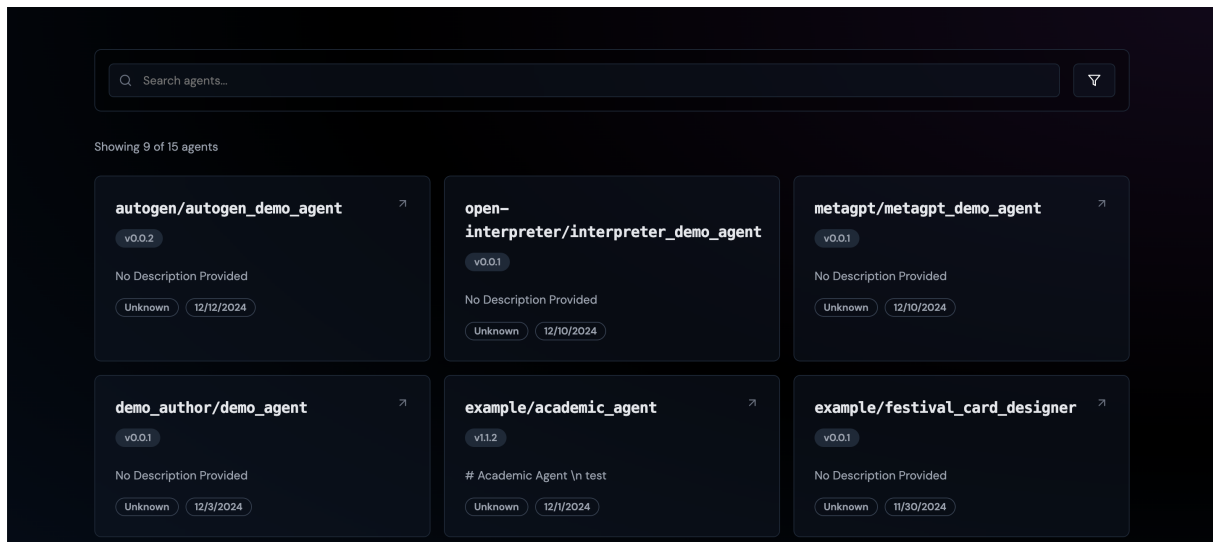 Search agents...
Showing 9 of 15 agents
autogen/autogen_demo_agent
v0.0.2
No Description Provided
Unknown
12/12/2024
open-
interpreter/interpreter_demo_agent
v0.0.1
No Description Provided
Unknown
12/10/2024
metagpt/metagpt_demo_agent
v0.0.1
No Description Provided
Unknown
12/10/2024
demo_author/demo_agent
v0.0.1
No Description Provided
Unknown
12/3/2024
example/academic_agent
v1.1.2
# Academic Agent \n test
Unknown
12/1/2024
example/festival_card_designer
v0.0.1
No Description Provided
Unknown
11/30/2024